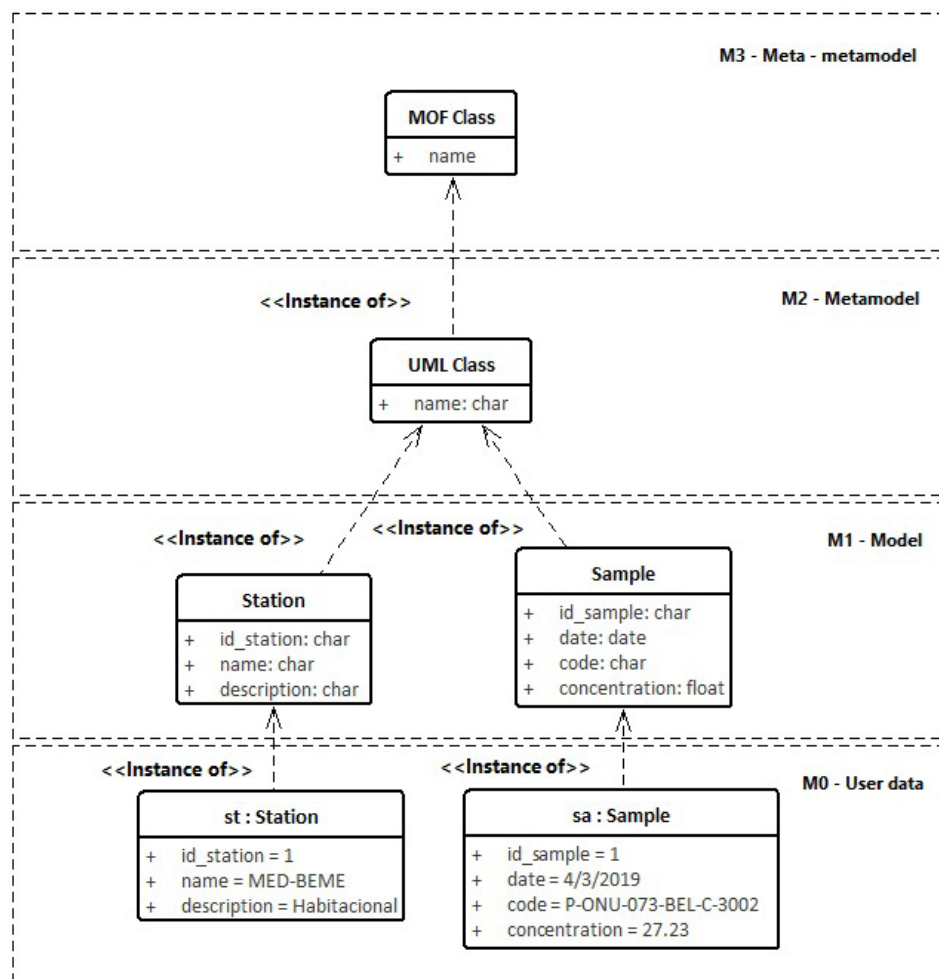 M3 - Meta - metamodel
MOF Class
+ name
<<Instance of>>
M2 - Metamodel
UML Class
+ name: char
<<Instance of>>
<<Instance of>>
M1 - Model
Station
+ id_station: char
+ name: char
+ description: char
Sample
+ id_sample: char
+ date: date
+ code: char
+ concentration: float
<<Instance of>>
<<Instance of>>
M0 - User data
st : Station
+ id_station = 1
+ name = MED-BEME
+ description = Habitacional
sa : Sample
+ id_sample = 1
+ date = 4/3/2019
+ code = P-ONU-073-BEL-C-3002
+ concentration = 27.23